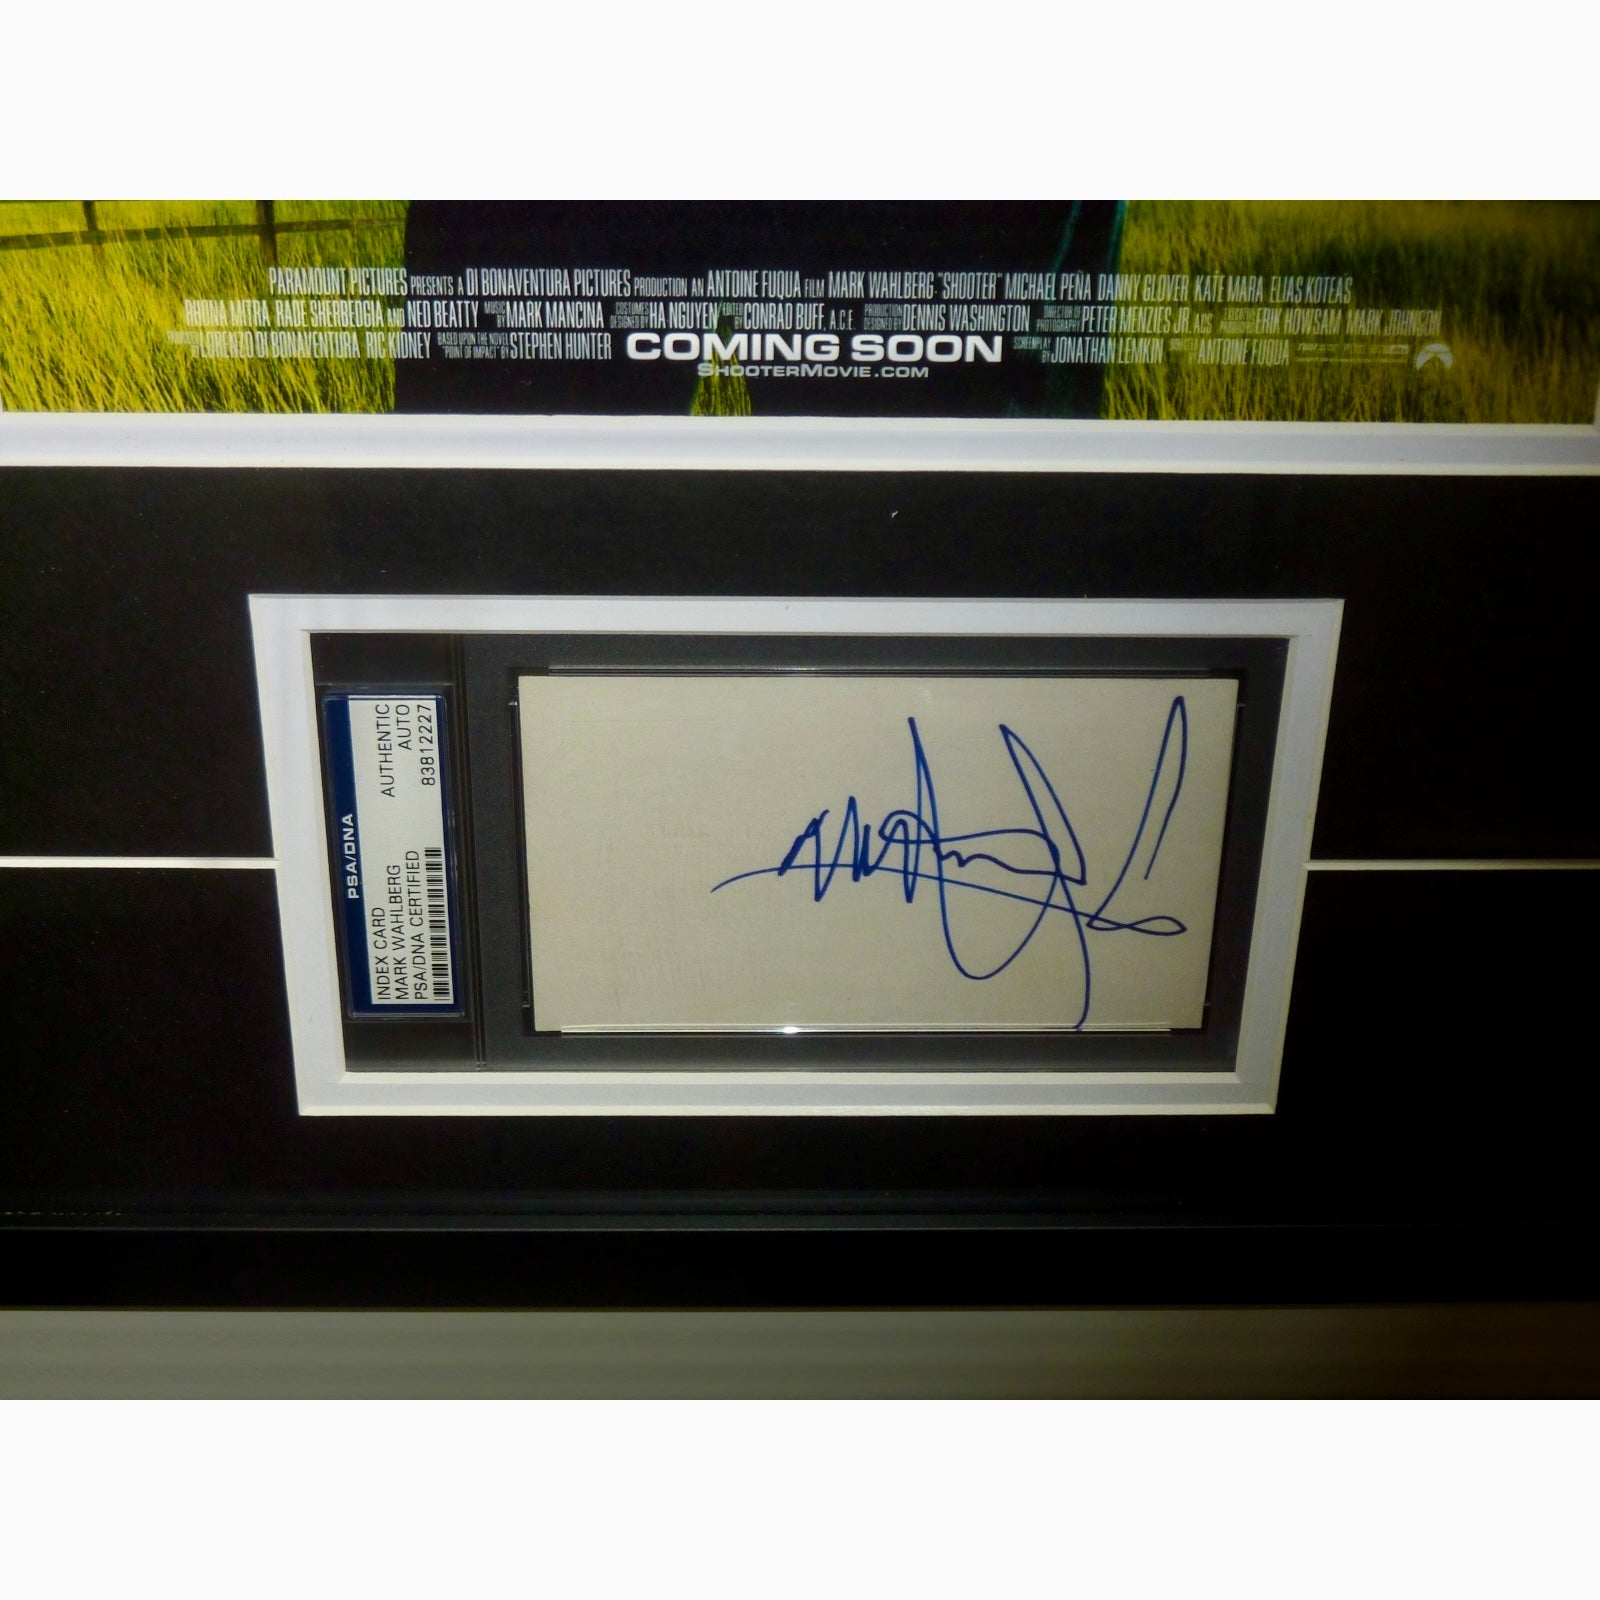 PARAMOUNT PICTURES PRESENTS A DI BONAVENTURA PICTURES PRODUCTION AN ANTOINE FUQUA FILM MARK WAHLBERG "SHOOTER" MICHAEL PEÑA DANNY GLOVER KATE MARA ELIAS KOTEAS
RHONA MITRA RADE SHERBEDGIA AND NED BEATTY MUSIC BY MARK MANCINA COSTUMES DESIGNED BY HA NGUYEN EDITED BY CONRAD BUFF, A.C.E. PRODUCTION DESIGNED BY DENNIS WASHINGTON DIRECTOR OF PHOTOGRAPHY PETER MENZIES JR. ACS EXECUTIVE PRODUCERS ERIK HOWSAM MARK JOHNSON
PRODUCED BY LORENZO DI BONAVENTURA RIC KIDNEY BASED UPON THE NOVEL "POINT OF IMPACT" BY STEPHEN HUNTER COMING SOON SCREENPLAY BY JONATHAN LEMKIN DIRECTED BY ANTOINE FUQUA
SHOOTERMOVIE.COM
PSA/DNA
INDEX CARD AUTHENTIC
MARK WAHLBERG AUTO
PSA/DNA CERTIFIED 83812227